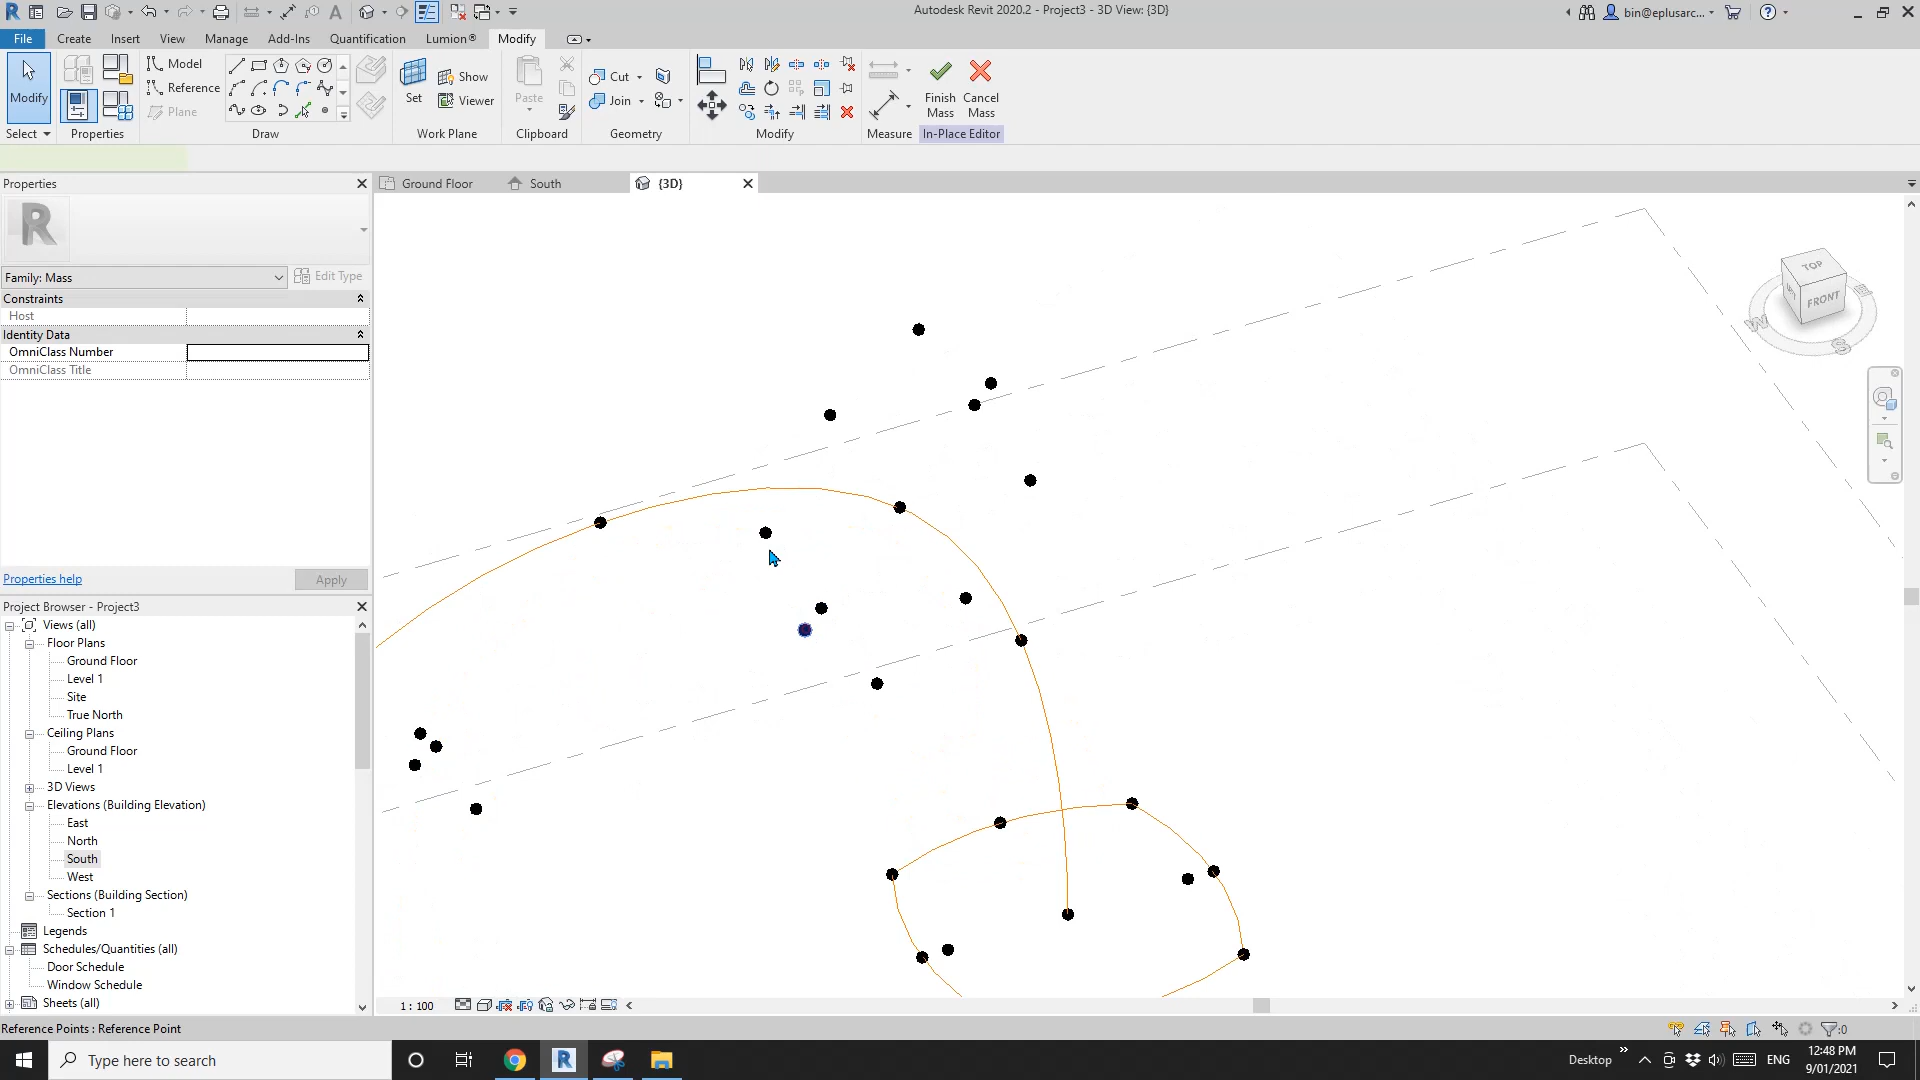 Autodesk Revit 2020.2 - Project3 - 3D View: {3D}
bin@eplusarc...
File Create Insert View Manage Add-Ins Quantification Lumion® Modify
Modify
Select
Properties
Model
Reference
Plane
Draw
Set
Show
Viewer
Work Plane
Paste
Clipboard
Cut
Join
Geometry
Modify
Measure
Finish Mass
Cancel Mass
In-Place Editor
Properties
Ground Floor
South
{3D}
Family: Mass
Edit Type
Constraints
Host
Identity Data
OmniClass Number
OmniClass Title
Properties help
Apply
Project Browser - Project3
Views (all)
Floor Plans
Ground Floor
Level 1
Site
True North
Ceiling Plans
Ground Floor
Level 1
3D Views
Elevations (Building Elevation)
East
North
South
West
Sections (Building Section)
Section 1
Legends
Schedules/Quantities (all)
Door Schedule
Window Schedule
Sheets (all)
TOP
FRONT
W
S
1 : 100
Reference Points : Reference Point
:0
Type here to search
Desktop
ENG
12:48 PM
9/01/2021